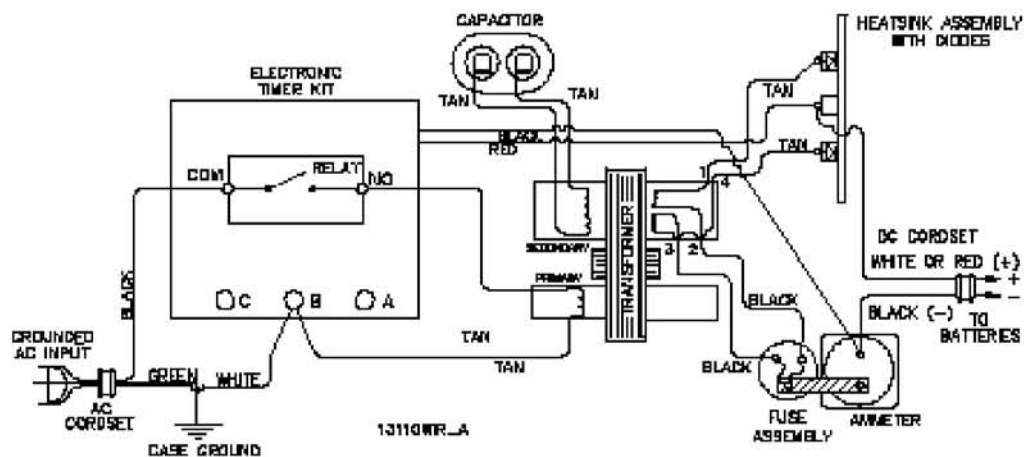 CAPACITOR
HEATSINK ASSEMBLY
WITH DIODES
ELECTRONIC
TIMER KIT
TAN
TAN
TAN
BLACK
RED
TAN
COM
RELAY
NO
1
4
SECONDARY
TRANSFORMER
3
2
PRIMARY
DC CORDSET
WHITE OR RED (+)
+
-
BLACK (-)
TO
BATTERIES
BLACK
C
B
A
BLACK
TAN
TAN
BLACK
GROUNDED
AC INPUT
GREEN
WHITE
AC
CORDSET
CASE GROUND
13110WIR_A
FUSE
ASSEMBLY
AMMETER